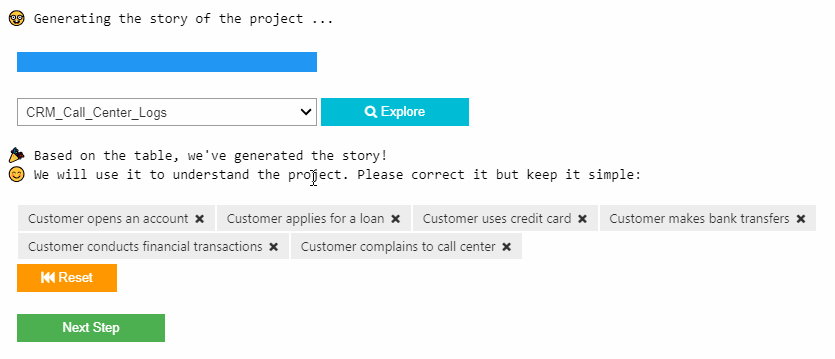 Generating the story of the project ...
CRM_Call_Center_Logs
Explore
Based on the table, we've generated the story!
We will use it to understand the project. Please correct it but keep it simple:
Customer opens an account ✖ Customer applies for a loan ✖ Customer uses credit card ✖ Customer makes bank transfers ✖
Customer conducts financial transactions ✖ Customer complains to call center ✖
Reset
Next Step